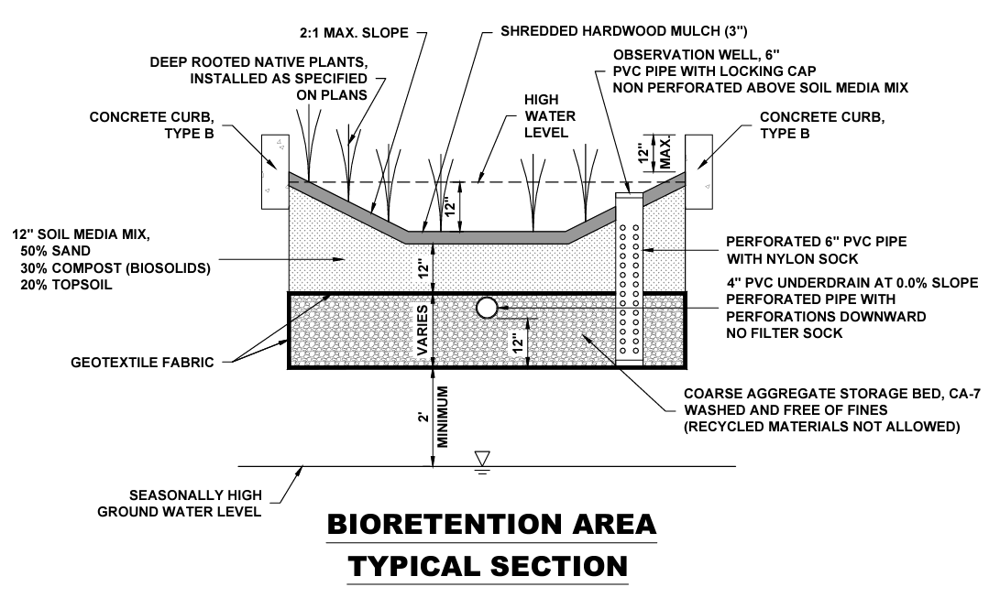 2:1 MAX. SLOPE
SHREDDED HARDWOOD MULCH (3")
DEEP ROOTED NATIVE PLANTS,
INSTALLED AS SPECIFIED
ON PLANS
OBSERVATION WELL, 6"
PVC PIPE WITH LOCKING CAP
NON PERFORATED ABOVE SOIL MEDIA MIX
HIGH
WATER
LEVEL
CONCRETE CURB,
TYPE B
CONCRETE CURB,
TYPE B
12"
MAX.
12"
12" SOIL MEDIA MIX,
50% SAND
30% COMPOST (BIOSOLIDS)
20% TOPSOIL
12"
PERFORATED 6" PVC PIPE
WITH NYLON SOCK
4" PVC UNDERDRAIN AT 0.0% SLOPE
PERFORATED PIPE WITH
PERFORATIONS DOWNWARD
NO FILTER SOCK
VARIES
12"
GEOTEXTILE FABRIC
COARSE AGGREGATE STORAGE BED, CA-7
WASHED AND FREE OF FINES
(RECYCLED MATERIALS NOT ALLOWED)
2'
MINIMUM
SEASONALLY HIGH
GROUND WATER LEVEL
BIORETENTION AREA
TYPICAL SECTION